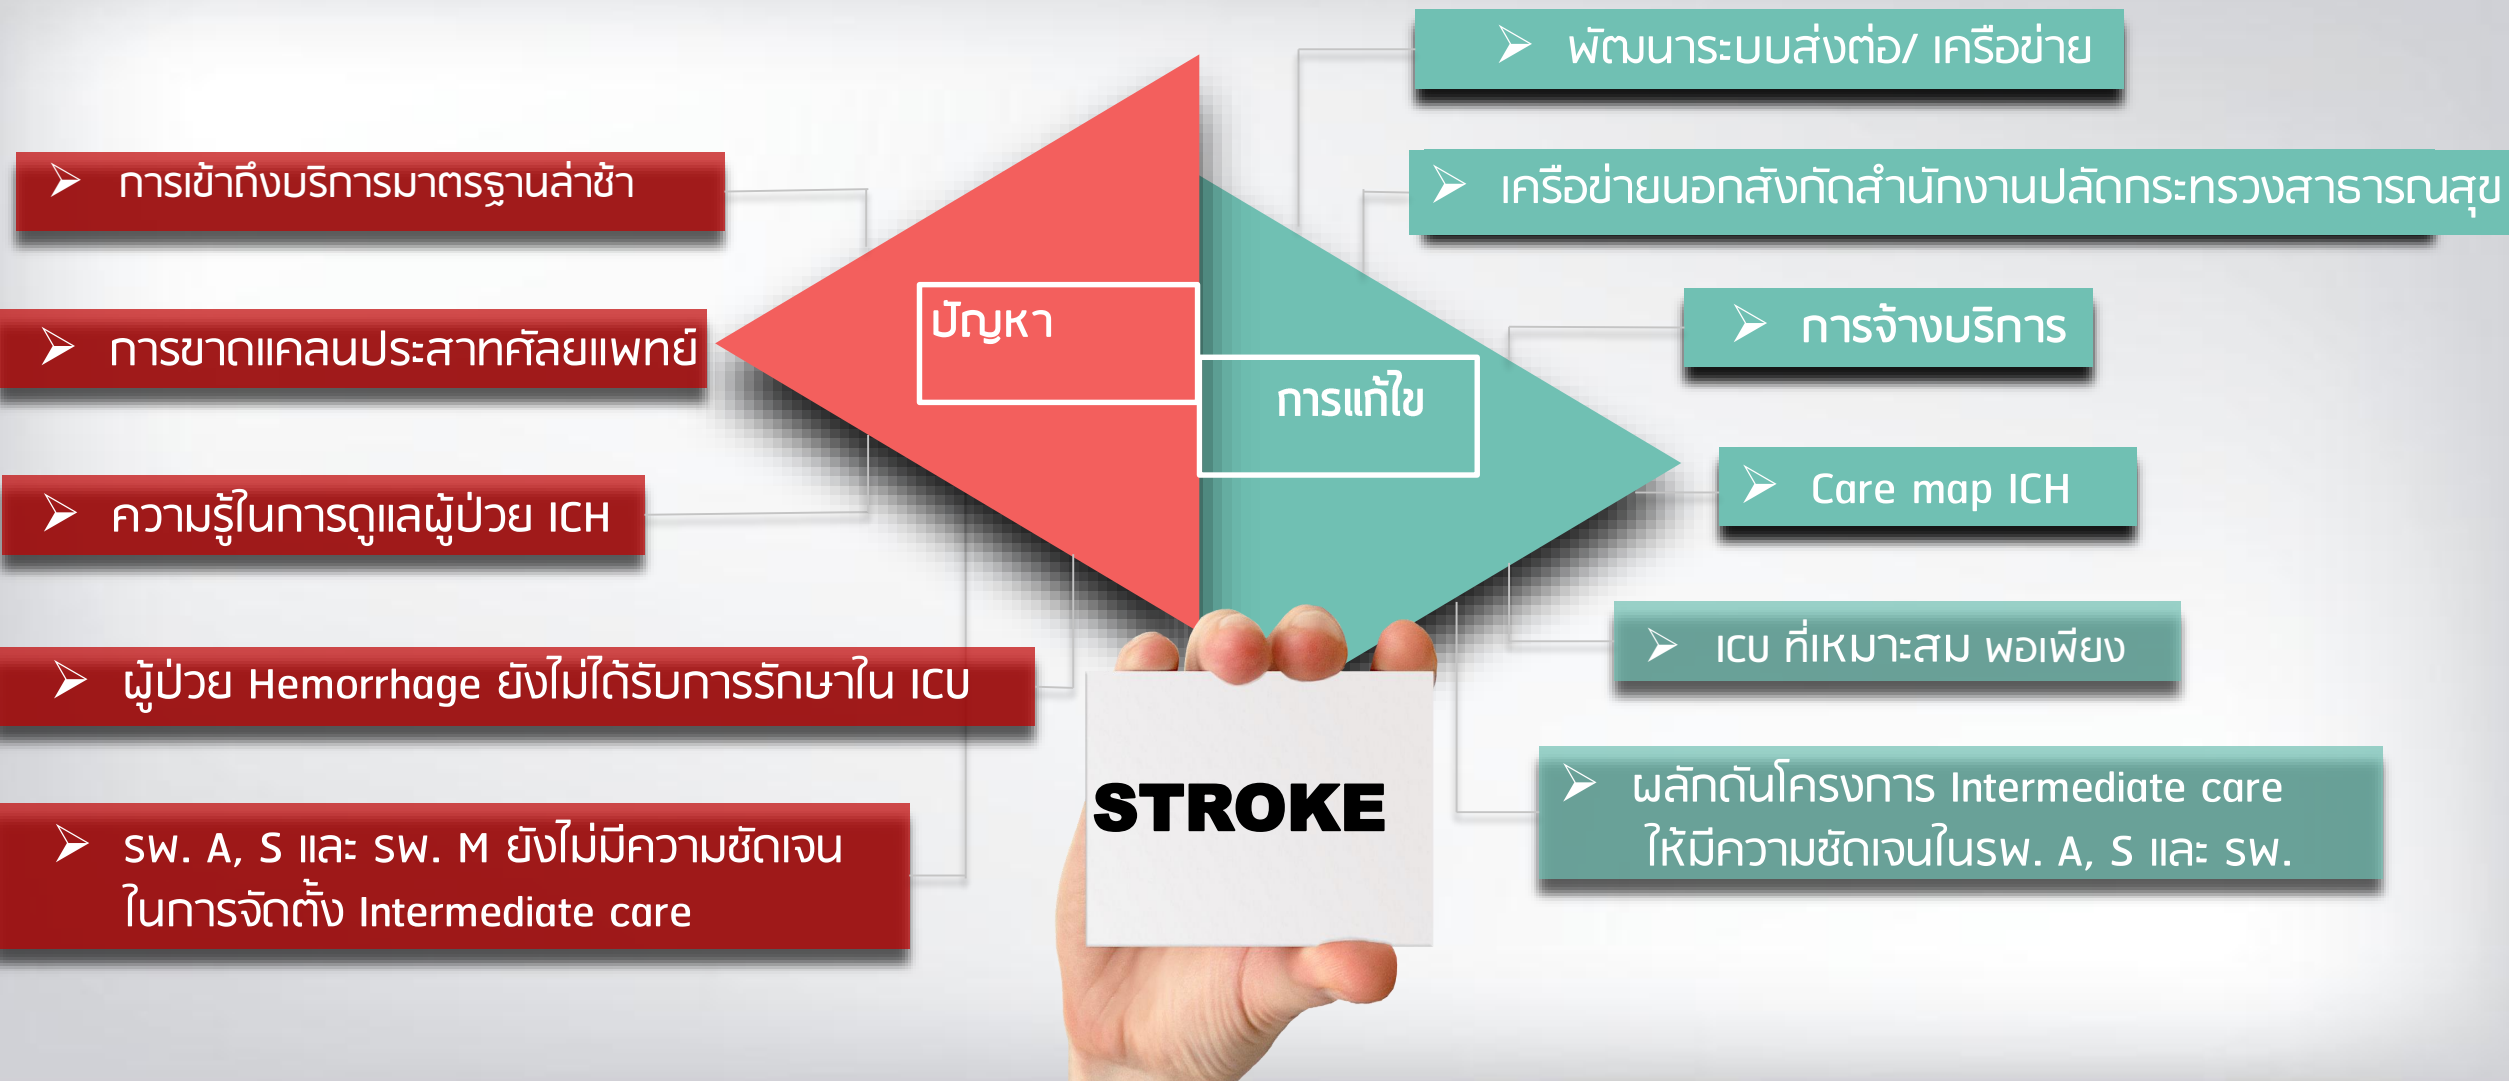 การเข้าถึงบริการมาตรฐานล่าช้า
การขาดแคลนประสาทศัลยแพทย์
ความรู้ในการดูแลผู้ป่วย ICH
ผู้ป่วย Hemorrhage ยังไม่ได้รับการรักษาใน ICU
รพ. A, S และ รพ. M ยังไม่มีความชัดเจน
ในการจัดตั้ง Intermediate care
ปัญหา
การแก้ไข
STROKE
พัฒนาระบบส่งต่อ/ เครือข่าย
เครือข่ายนอกสังกัดสำนักงานปลัดกระทรวงสาธารณสุข
การจ้างบริการ
Care map ICH
ICU ที่เหมาะสม พอเพียง
ผลักดันโครงการ Intermediate care
ให้มีความชัดเจนในรพ. A, S และ รพ.